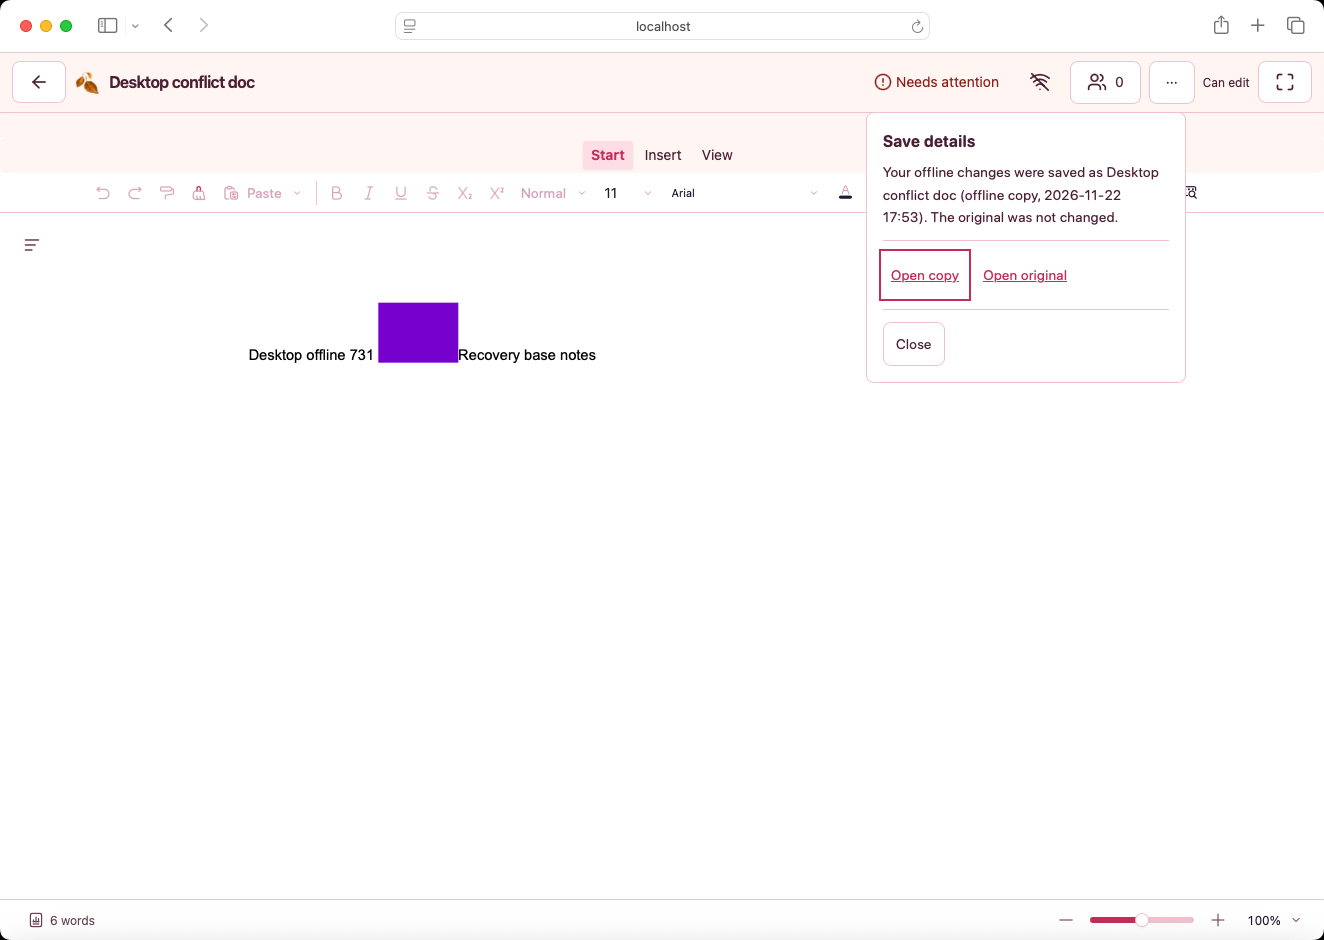 localhost
Desktop conflict doc
Needs attention
0
...
Can edit
Start
Insert
View
Paste
B
I
U
S
X₂
X²
Normal
11
Arial
A
Save details
Your offline changes were saved as Desktop
conflict doc (offline copy, 2026-11-22
17:53). The original was not changed.
Open copy
Open original
Close
Desktop offline 731
Recovery base notes
6 words
100%